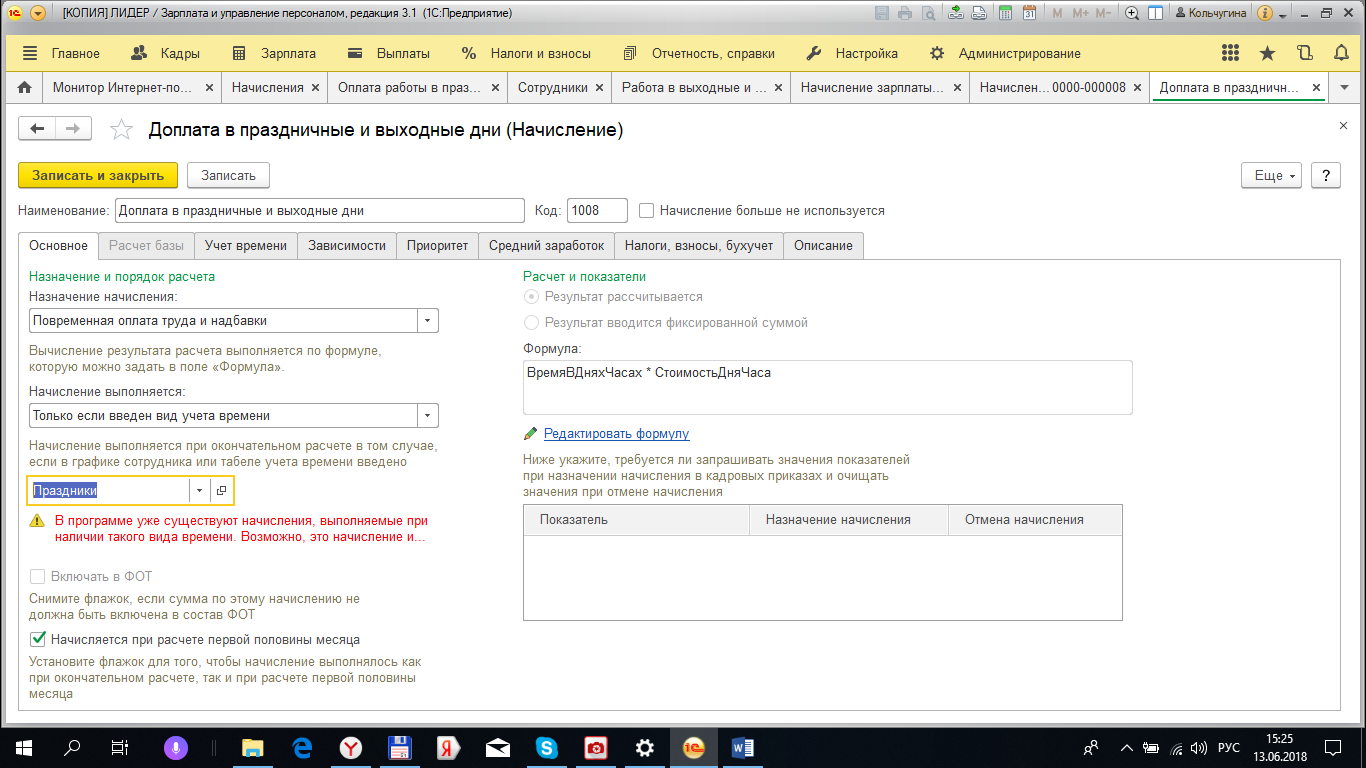 [КОПИЯ] ЛИДЕР / Зарплата и управление персоналом, редакция 3.1 (1С:Предприятие)
M M+ M- Кольчугина
Главное Кадры Зарплата Выплаты Налоги и взносы Отчетность, справки Настройка Администрирование
Монитор Интернет-по... Начисления Оплата работы в праз... Сотрудники Работа в выходные и ... Начисление зарплаты... Начислен... 0000-000008 Доплата в праздничн...
Доплата в праздничные и выходные дни (Начисление)
Записать и закрыть Записать Еще ?
Наименование: Доплата в праздничные и выходные дни Код: 1008 Начисление больше не используется
Основное Расчет базы Учет времени Зависимости Приоритет Средний заработок Налоги, взносы, бухучет Описание
Назначение и порядок расчета
Назначение начисления:
Повременная оплата труда и надбавки
Вычисление результата расчета выполняется по формуле,
которую можно задать в поле «Формула».
Начисление выполняется:
Только если введен вид учета времени
Начисление выполняется при окончательном расчете в том случае,
если в графике сотрудника или табеле учета времени введено
Праздники
В программе уже существуют начисления, выполняемые при
наличии такого вида времени. Возможно, это начисление и...
Включать в ФОТ
Снимите флажок, если сумма по этому начислению не
должна быть включена в состав ФОТ
Начисляется при расчете первой половины месяца
Установите флажок для того, чтобы начисление выполнялось как
при окончательном расчете, так и при расчете первой половины
месяца
Расчет и показатели
Результат рассчитывается
Результат вводится фиксированной суммой
Формула:
ВремяВДняхЧасах * СтоимостьДняЧаса
Редактировать формулу
Ниже укажите, требуется ли запрашивать значения показателей
при назначении начисления в кадровых приказах и очищать
значения при отмене начисления
Показатель Назначение начисления Отмена начисления
РУС
15:25
13.06.2018